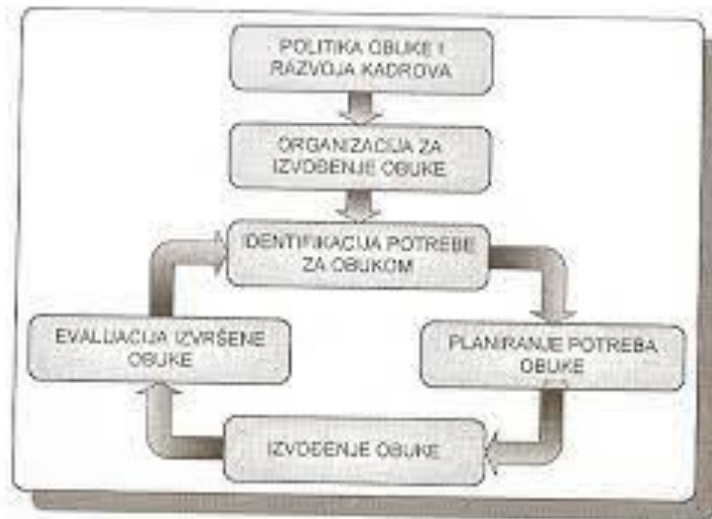 POLITIKA OBUKE I
RAZVOJA KADROVA
ORGANIZACIJA ZA
IZVOĐENJE OBUKE
IDENTIFIKACIJA POTREBE
ZA OBUKOM
EVALUACIJA IZVRŠENE
OBUKE
PLANIRANJE POTREBA
OBUKE
IZVOĐENJE OBUKE